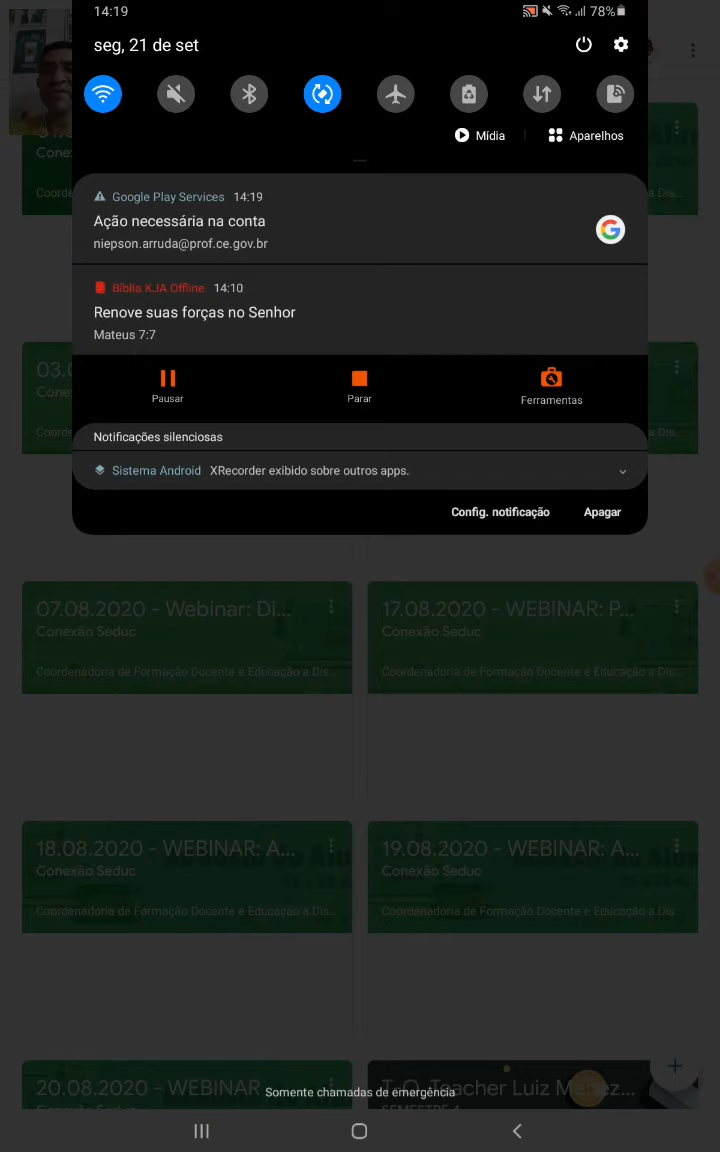 14:19
78%
seg, 21 de set
Mídia
Aparelhos
Google Play Services 14:19
Ação necessária na conta
niepson.arruda@prof.ce.gov.br
Bíblia KJA Offline 14:10
Renove suas forças no Senhor
Mateus 7:7
Pausar
Parar
Ferramentas
Notificações silenciosas
Sistema Android XRecorder exibido sobre outros apps.
Config. notificação
Apagar
07.08.2020 - Webinar: Di...
Conexão Seduc
Coordenadoria de Formação Docente e Educação a Dis...
17.08.2020 - WEBINAR: P...
Conexão Seduc
Coordenadoria de Formação Docente e Educação a Dis...
18.08.2020 - WEBINAR: A...
Conexão Seduc
Coordenadoria de Formação Docente e Educação a Dis...
19.08.2020 - WEBINAR: A...
Conexão Seduc
Coordenadoria de Formação Docente e Educação a Dis...
20.08.2020 - WEBINAR
Somente chamadas de emergência
Teacher Luiz Menez...